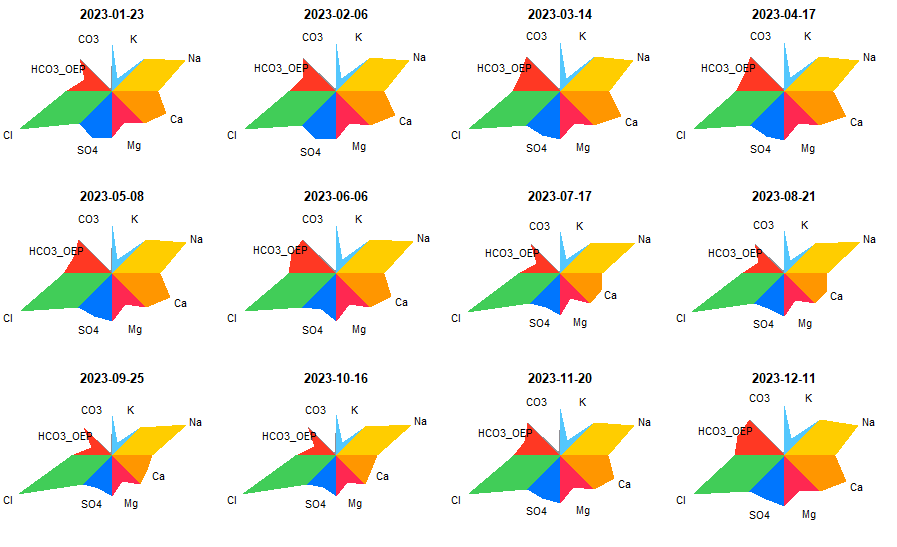 2023-01-23 2023-02-06 2023-03-14 2023-04-17
CO3 K CO3 K CO3 K CO3 K
HCO3_OEP Na HCO3_OEP Na HCO3_OEP Na HCO3_OEP Na
Cl Ca Cl Ca Cl Ca Cl Ca
SO4 Mg SO4 Mg SO4 Mg SO4 Mg
2023-05-08 2023-06-06 2023-07-17 2023-08-21
CO3 K CO3 K CO3 K CO3 K
HCO3_OEP Na HCO3_OEP Na HCO3_OEP Na HCO3_OEP Na
Cl Ca Cl Ca Cl Ca Cl Ca
SO4 Mg SO4 Mg SO4 Mg SO4 Mg
2023-09-25 2023-10-16 2023-11-20 2023-12-11
CO3 K CO3 K CO3 K CO3 K
HCO3_OEP Na HCO3_OEP Na HCO3_OEP Na HCO3_OEP Na
Cl Ca Cl Ca Cl Ca Cl Ca
SO4 Mg SO4 Mg SO4 Mg SO4 Mg